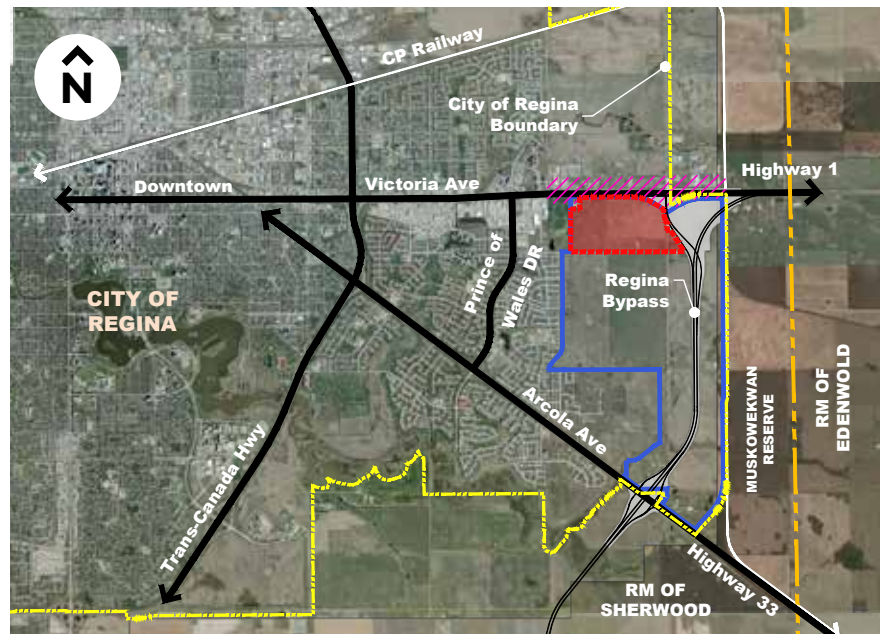 N
CP Railway
City of Regina
Boundary
Highway 1
Downtown
Victoria Ave
Prince of
Wales DR
Regina
Bypass
CITY OF
REGINA
Arcola Ave
MUSKOWEKWAN
RESERVE
RM OF
EDENWOLD
Trans-Canada Hwy
Highway 33
RM OF
SHERWOOD